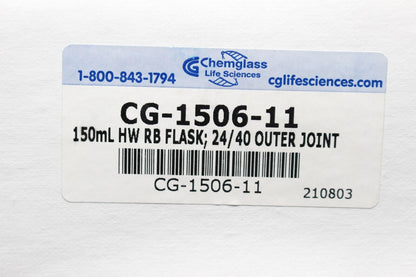 Chemglass
Life Sciences
1-800-843-1794
cglifesciences.com
CG-1506-11
150mL HW RB FLASK; 24/40 OUTER JOINT
CG-1506-11
210803